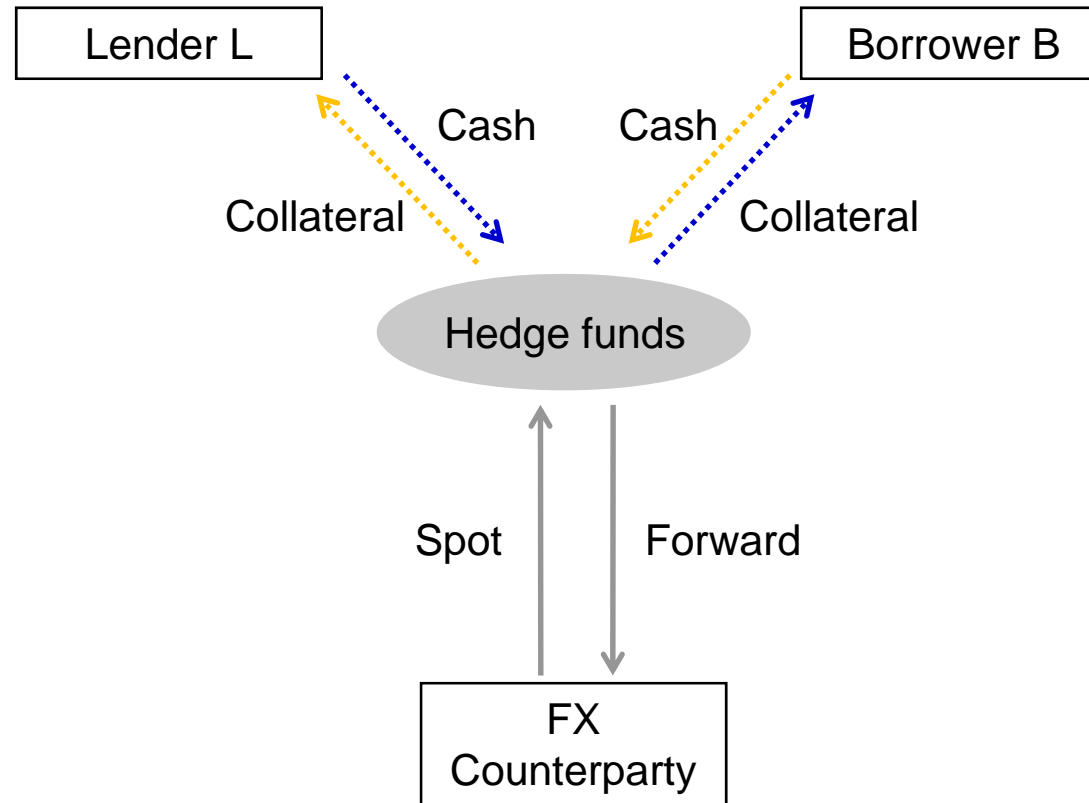 Lender L
Borrower B
Cash
Cash
Collateral
Collateral
Hedge funds
Spot
Forward
FX
Counterparty